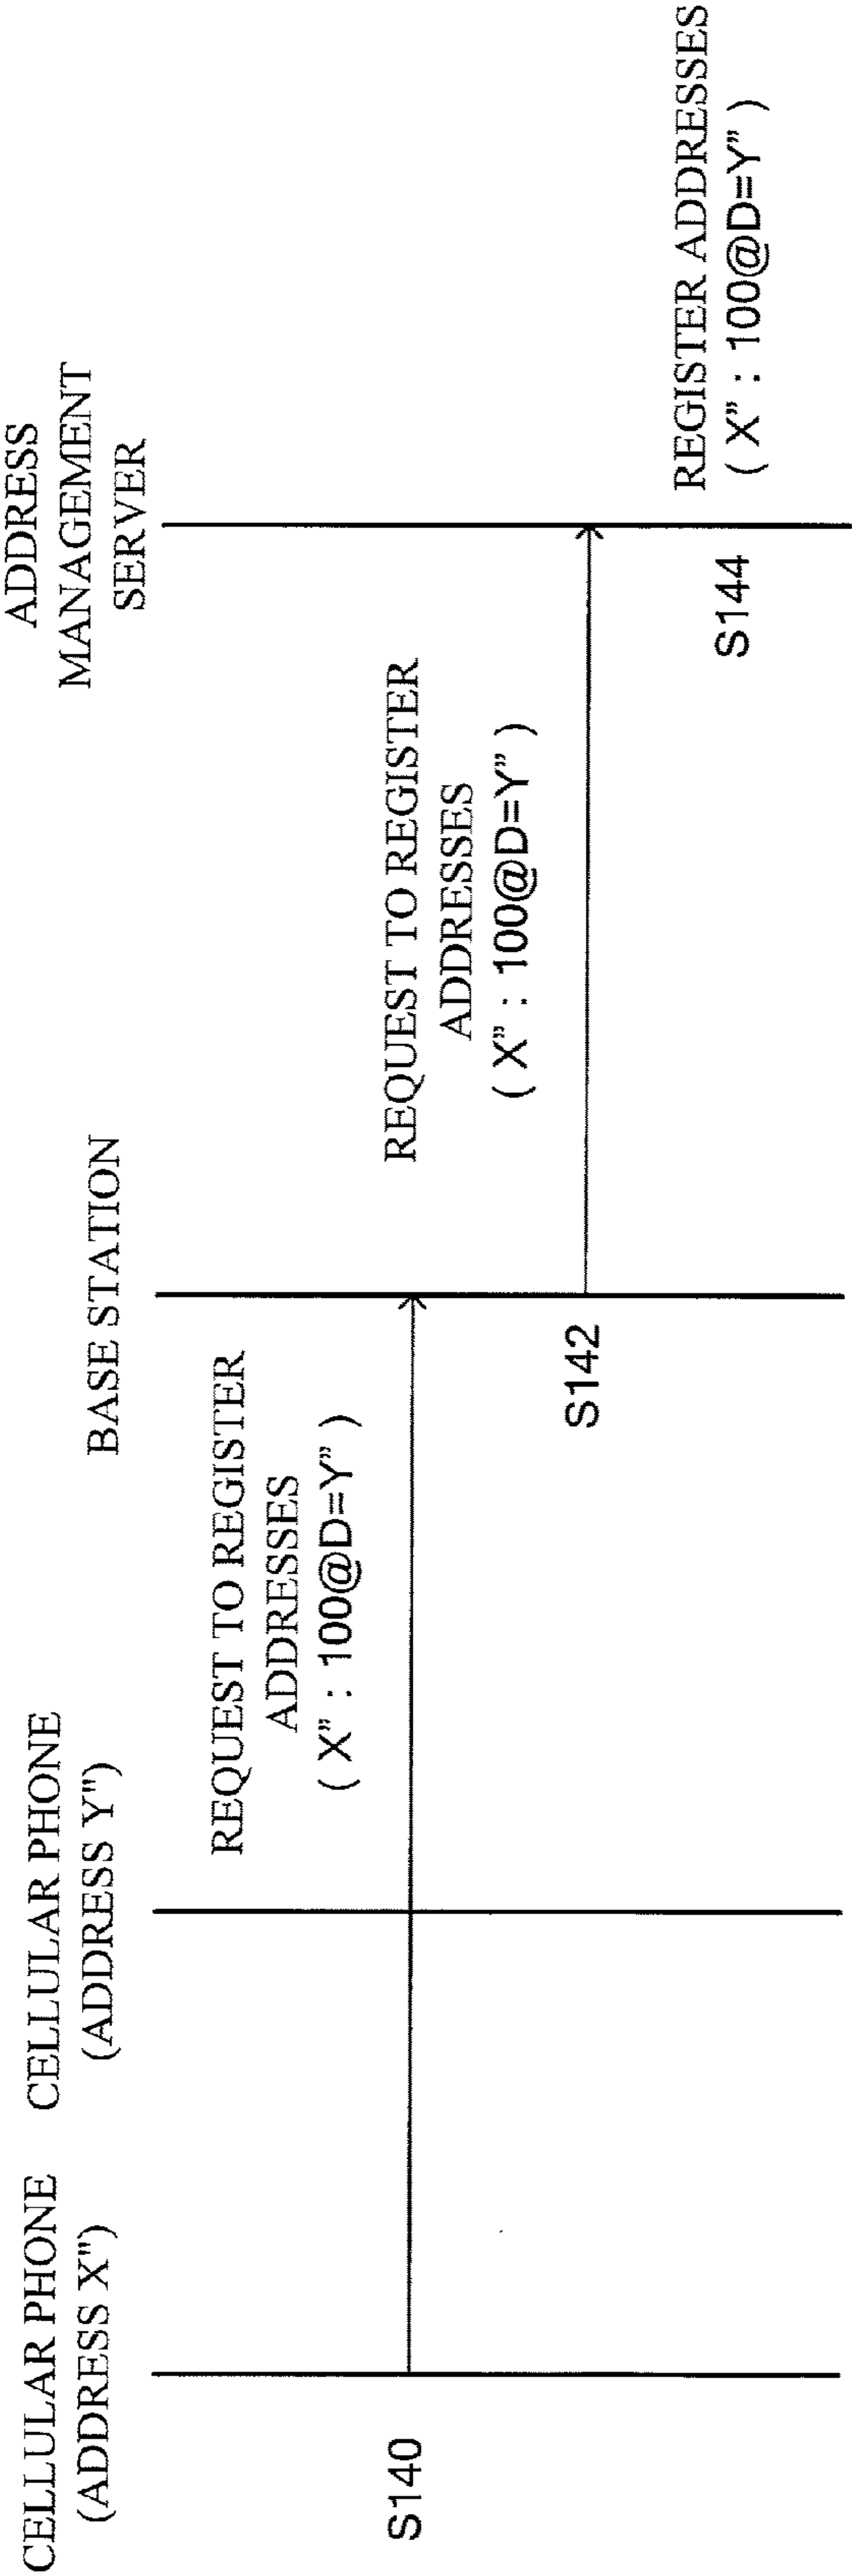 CELLULAR PHONE
(ADDRESS X")
CELLULAR PHONE
(ADDRESS Y")
BASE STATION
ADDRESS
MANAGEMENT
SERVER
S140
REQUEST TO REGISTER
ADDRESSES
( X” : 100@D=Y” )
S142
REQUEST TO REGISTER
ADDRESSES
( X” : 100@D=Y” )
S144
REGISTER ADDRESSES
( X” : 100@D=Y” )